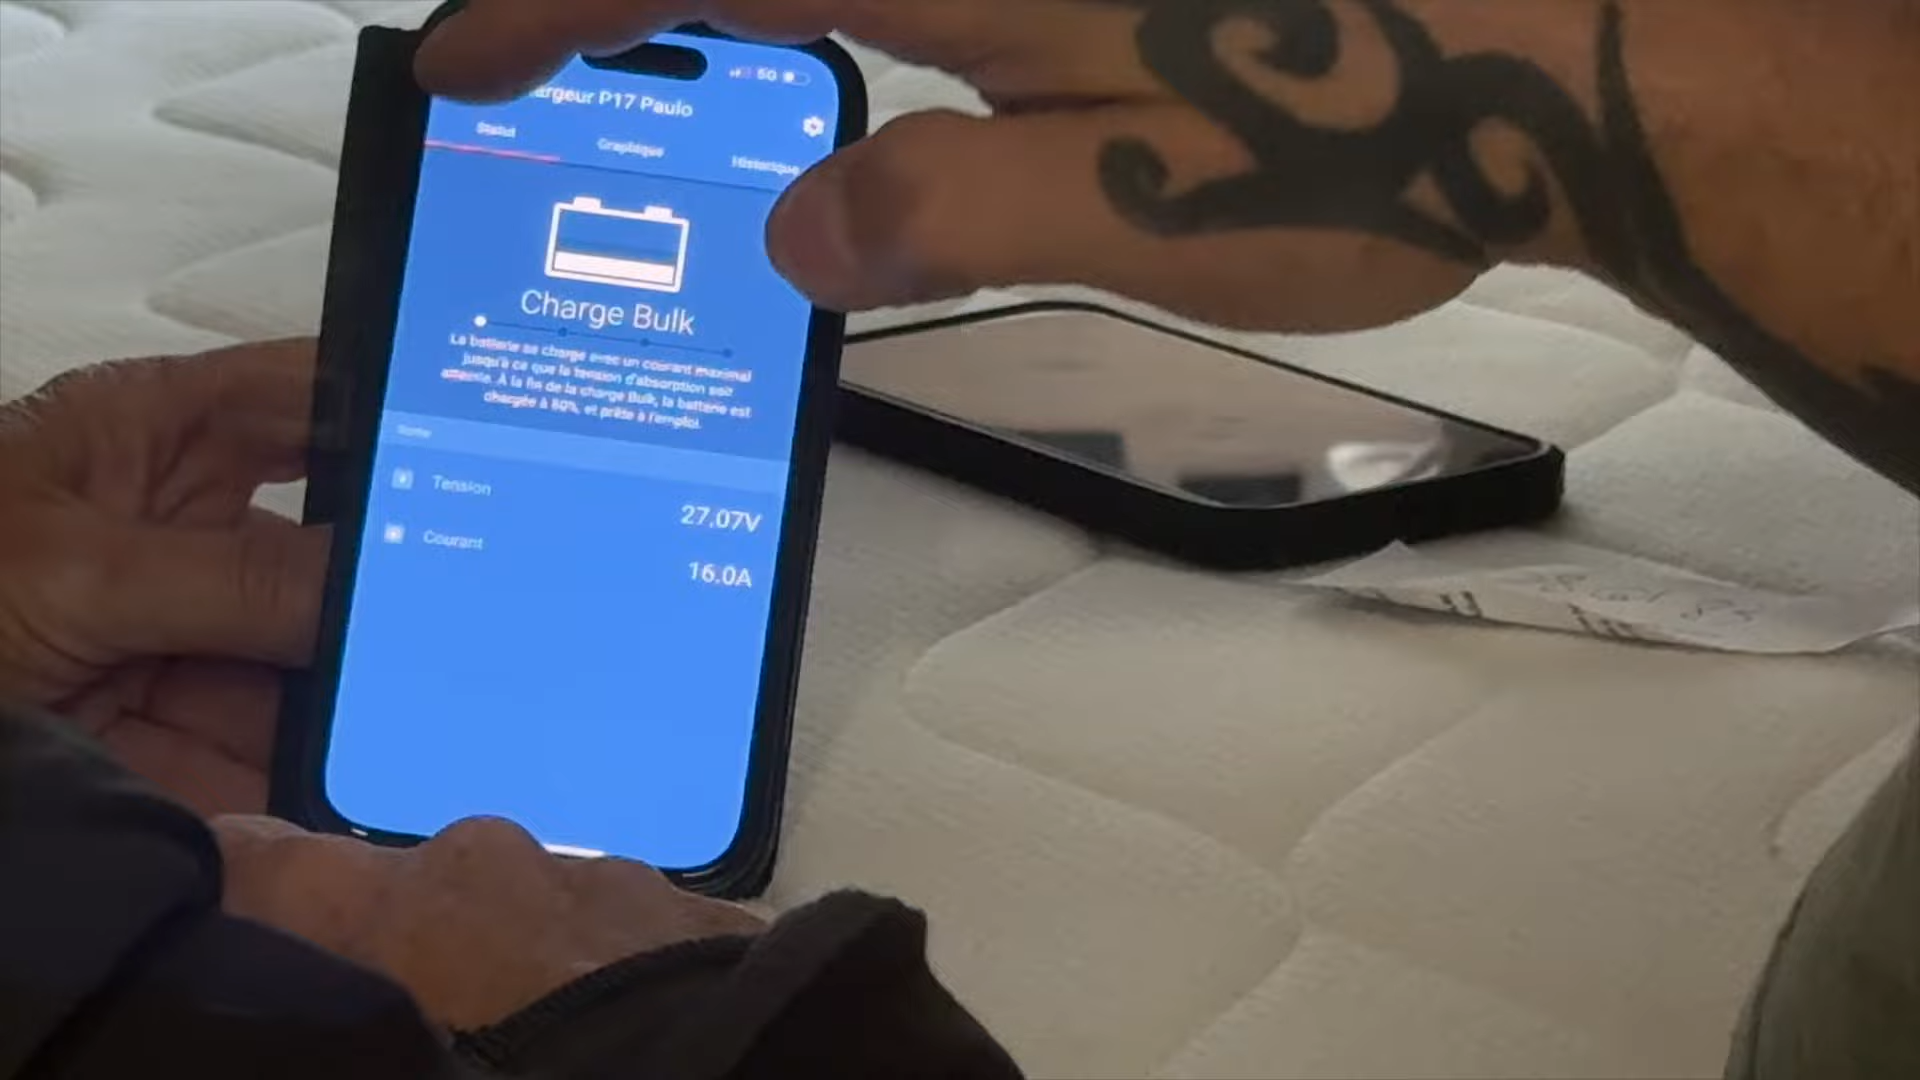 5G
argeur P17 Paulo
Statut
Graphique
Historique
Charge Bulk
La batterie se charge avec un courant maximal
jusqu'à ce que la tension d'absorption soit
atteinte. À la fin de la charge Bulk, la batterie est
chargée à 80%, et prête à l'emploi.
Sortie
Tension
27.07V
Courant
16.0A